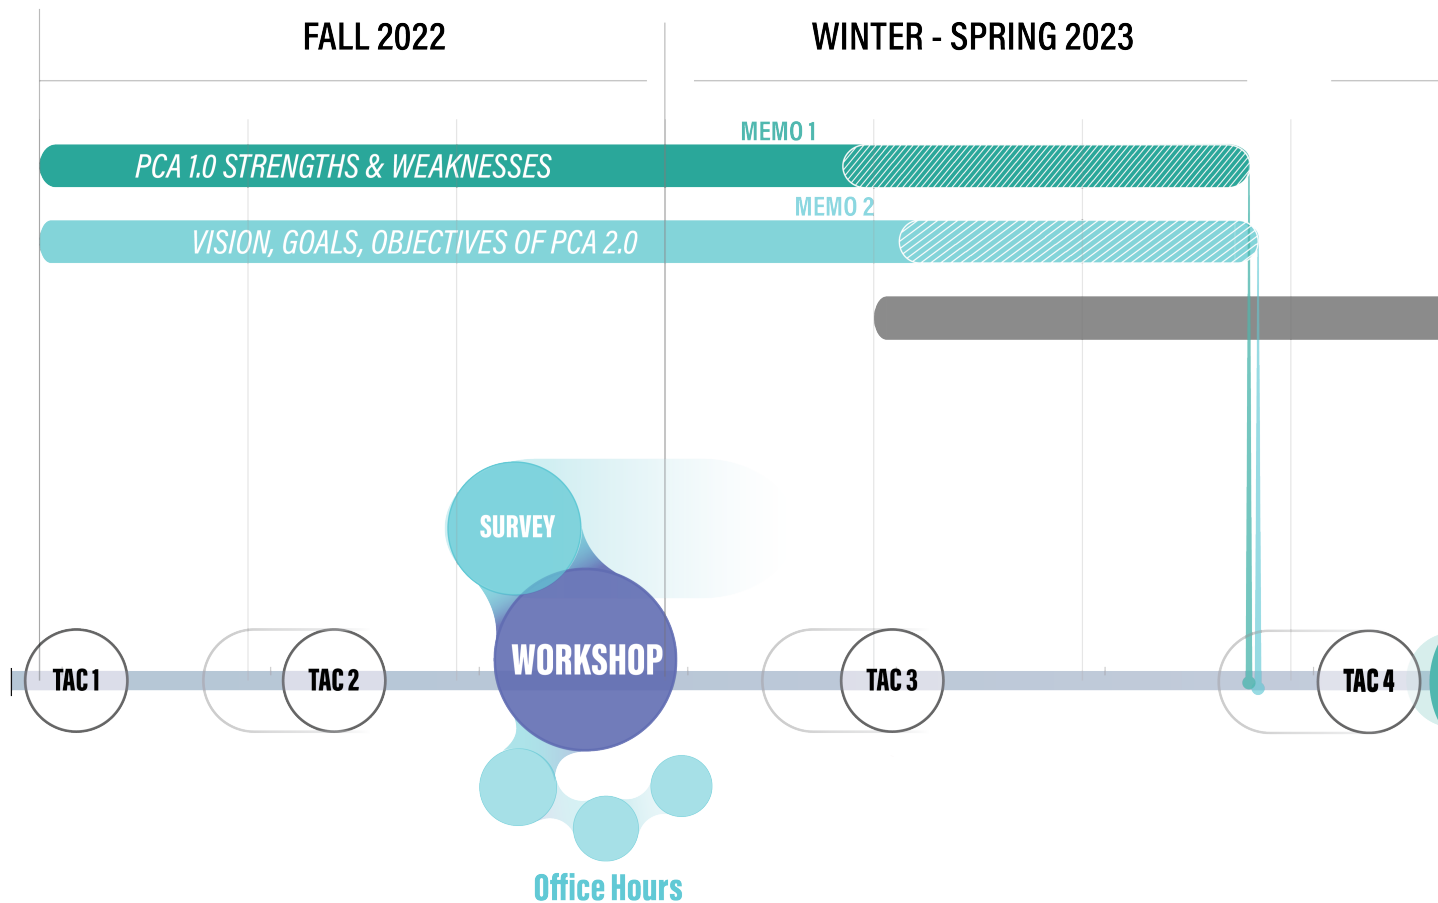 FALL 2022
WINTER - SPRING 2023
MEMO 1
PCA 1.0 STRENGTHS & WEAKNESSES
MEMO 2
VISION, GOALS, OBJECTIVES OF PCA 2.0
SURVEY
WORKSHOP
TAC 1
TAC 2
TAC 3
TAC 4
Office Hours